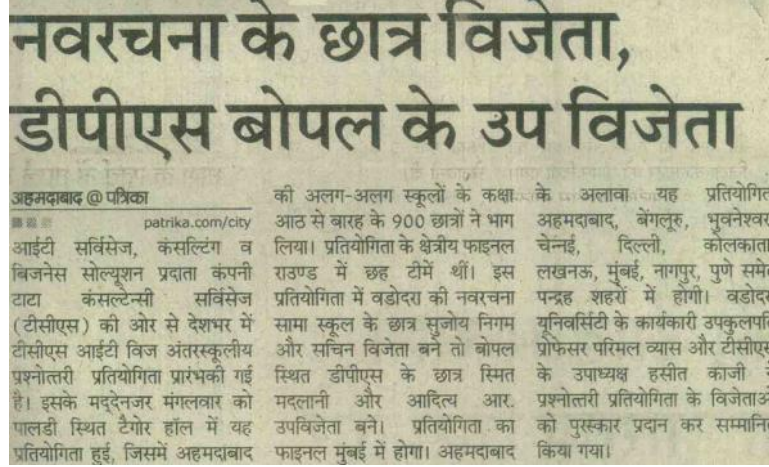 नवरचना के छात्र विजेता,
डीपीएस बोपल के उप विजेता
अहमदाबाद @ पत्रिका
patrika.com/city
आईटी सर्विसेज, कंसल्टिंग व
बिजनेस सोल्यूशन प्रदाता कंपनी
टाटा कंसल्टेन्सी सर्विसेज
(टीसीएस) की ओर से देशभर में
टीसीएस आईटी विज अंतरस्कूलीय
प्रश्नोत्तरी प्रतियोगिता प्रारंभकी गई
है। इसके मद्देनजर मंगलवार को
पालडी स्थित टैगोर हॉल में यह
प्रतियोगिता हुई, जिसमें अहमदाबाद
की अलग-अलग स्कूलों के कक्षा
आठ से बारह के 900 छात्रों ने भाग
लिया। प्रतियोगिता के क्षेत्रीय फाइनल
राउण्ड में छह टीमें थीं। इस
प्रतियोगिता में वडोदरा की नवरचना
सामा स्कूल के छात्र सुजोय निगम
और सचिन विजेता बने तो बोपल
स्थित डीपीएस के छात्र स्मित
मदलानी और आदित्य आर.
उपविजेता बने। प्रतियोगिता का
फाइनल मुंबई में होगा। अहमदाबाद
के अलावा यह प्रतियोगित
अहमदाबाद, बेंगलूरु, भुवनेश्वर
चेन्नई, दिल्ली, कोलकाता
लखनऊ, मुंबई, नागपुर, पुणे समे
पन्द्रह शहरों में होगी। वडोदर
यूनिवर्सिटी के कार्यकारी उपकुलपति
प्रोफेसर परिमल व्यास और टीसीएस
के उपाध्यक्ष हसीत काजी
प्रश्नोत्तरी प्रतियोगिता के विजेताओ
को पुरस्कार प्रदान कर सम्मानि
किया गया।